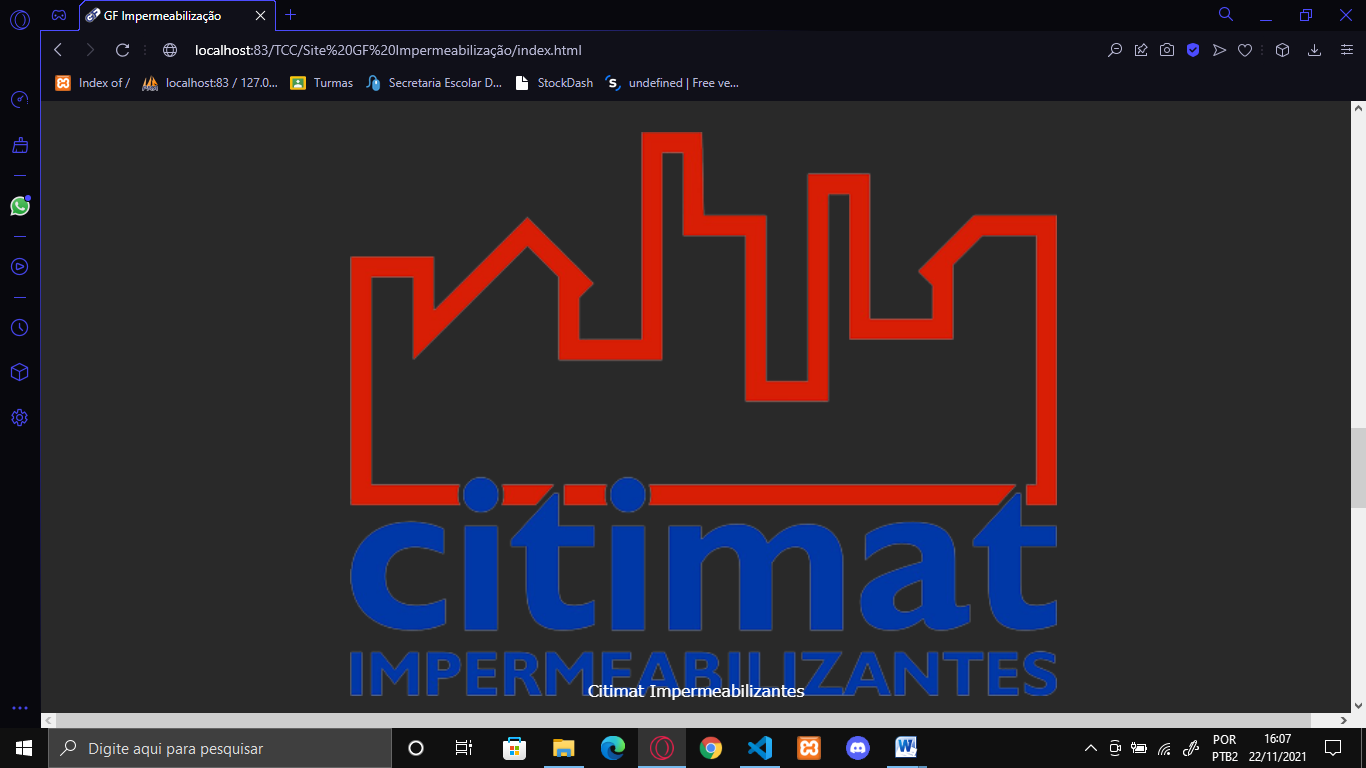 GF Impermeabilização
localhost:83/TCC/Site%20GF%20Impermeabilização/index.html
Index of /
localhost:83 / 127.0...
Turmas
Secretaria Escolar D...
StockDash
undefined | Free ve...
citimat
IMPERMEABILIZANTES
Citimat Impermeabilizantes
Digite aqui para pesquisar
POR
PTB2
16:07
22/11/2021